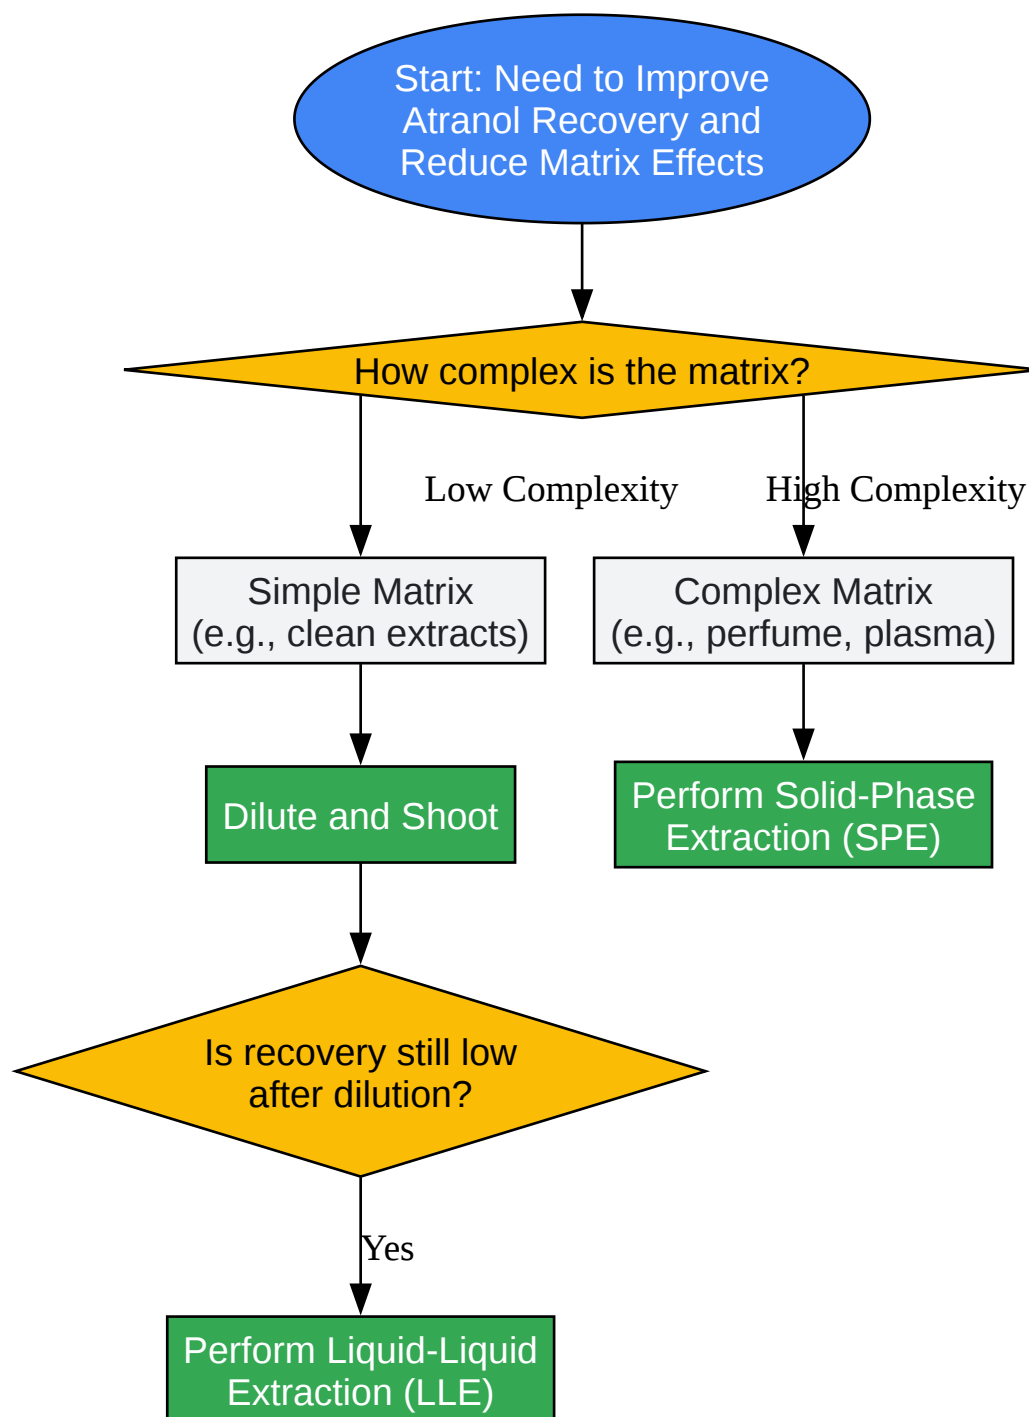 Start: Need to Improve
Atranol Recovery and
Reduce Matrix Effects
How complex is the matrix?
Low Complexity
High Complexity
Simple Matrix
(e.g., clean extracts)
Complex Matrix
(e.g., perfume, plasma)
Dilute and Shoot
Perform Solid-Phase
Extraction (SPE)
Is recovery still low
after dilution?
Yes
Perform Liquid-Liquid
Extraction (LLE)